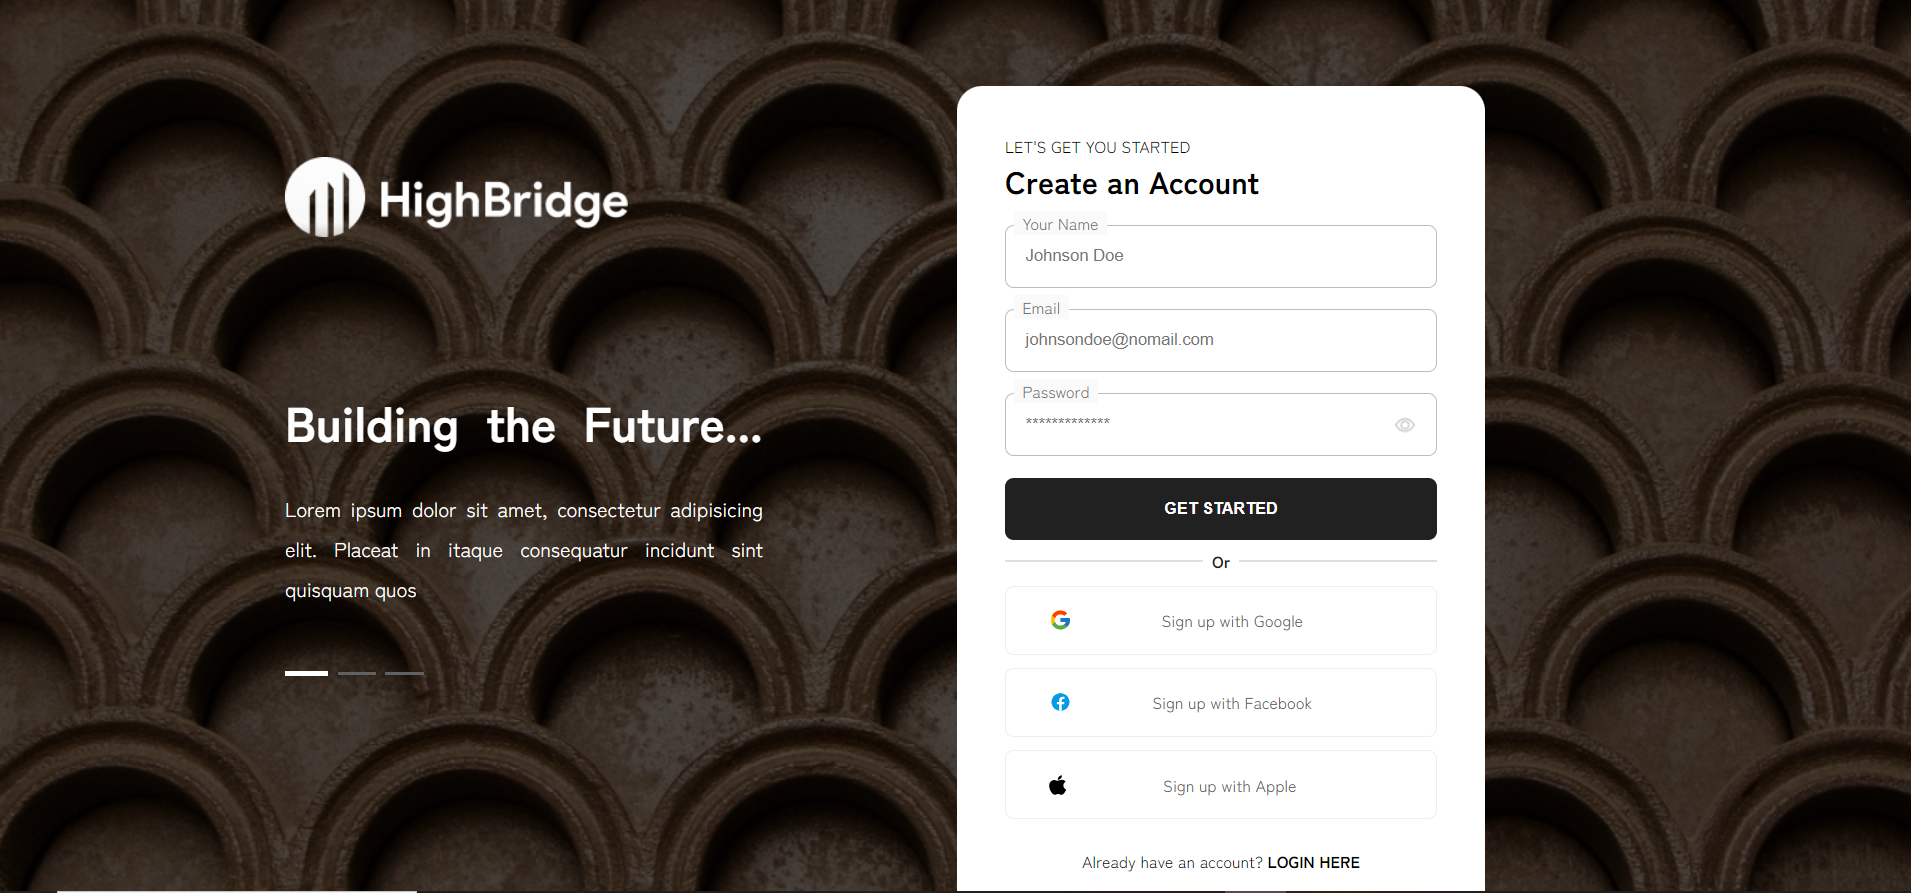 HighBridge
Building the Future...
Lorem ipsum dolor sit amet, consectetur adipisicing
elit. Placeat in itaque consequatur incidunt sint
quisquam quos
LET'S GET YOU STARTED
Create an Account
Your Name
Johnson Doe
Email
johnsondoe@nomail.com
Password
*************
GET STARTED
Or
Sign up with Google
Sign up with Facebook
Sign up with Apple
Already have an account? LOGIN HERE